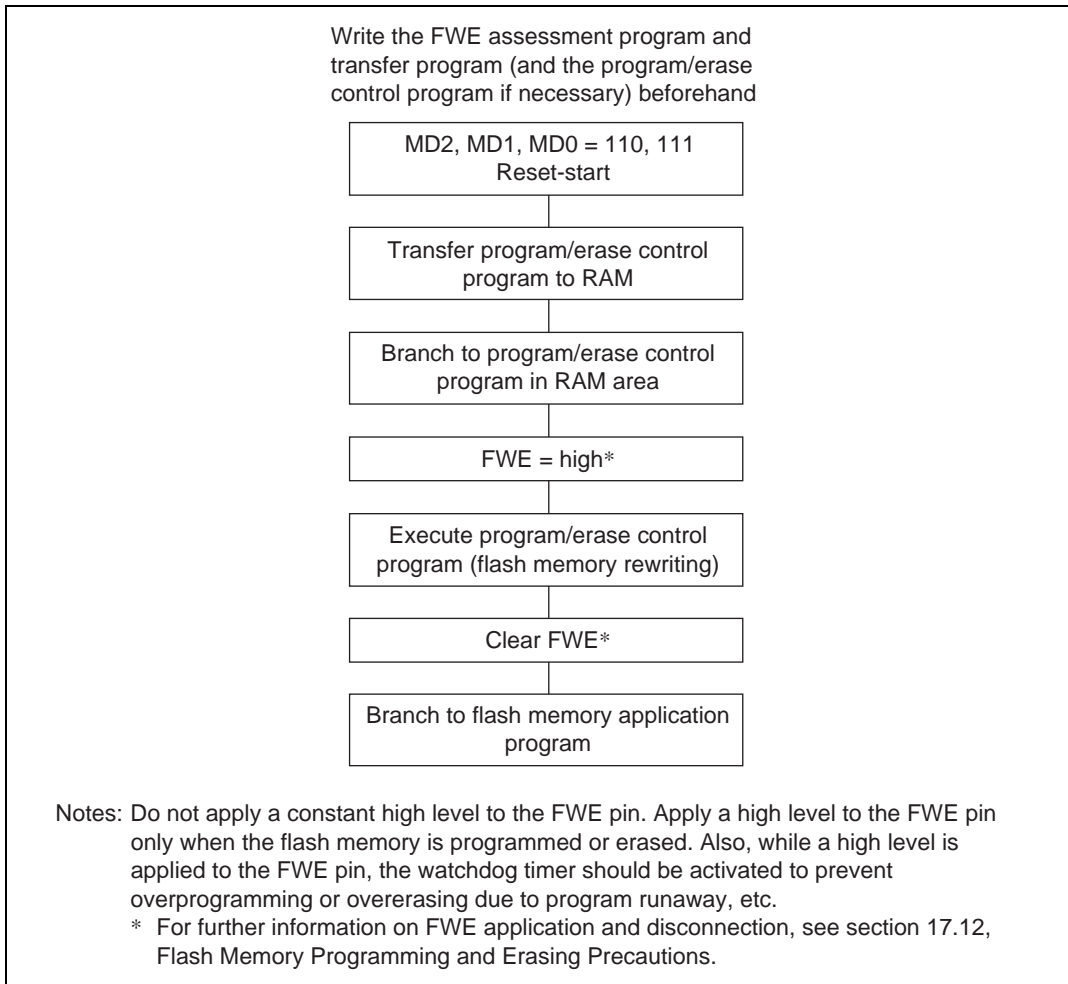 Write the FWE assessment program and
transfer program (and the program/erase
control program if necessary) beforehand
MD2, MD1, MD0 = 110, 111
Reset-start
Transfer program/erase control
program to RAM
Branch to program/erase control
program in RAM area
FWE = high*
Execute program/erase control
program (flash memory rewriting)
Clear FWE*
Branch to flash memory application
program
Notes: Do not apply a constant high level to the FWE pin. Apply a high level to the FWE pin
only when the flash memory is programmed or erased. Also, while a high level is
applied to the FWE pin, the watchdog timer should be activated to prevent
overprogramming or overerasing due to program runaway, etc.
* For further information on FWE application and disconnection, see section 17.12,
Flash Memory Programming and Erasing Precautions.